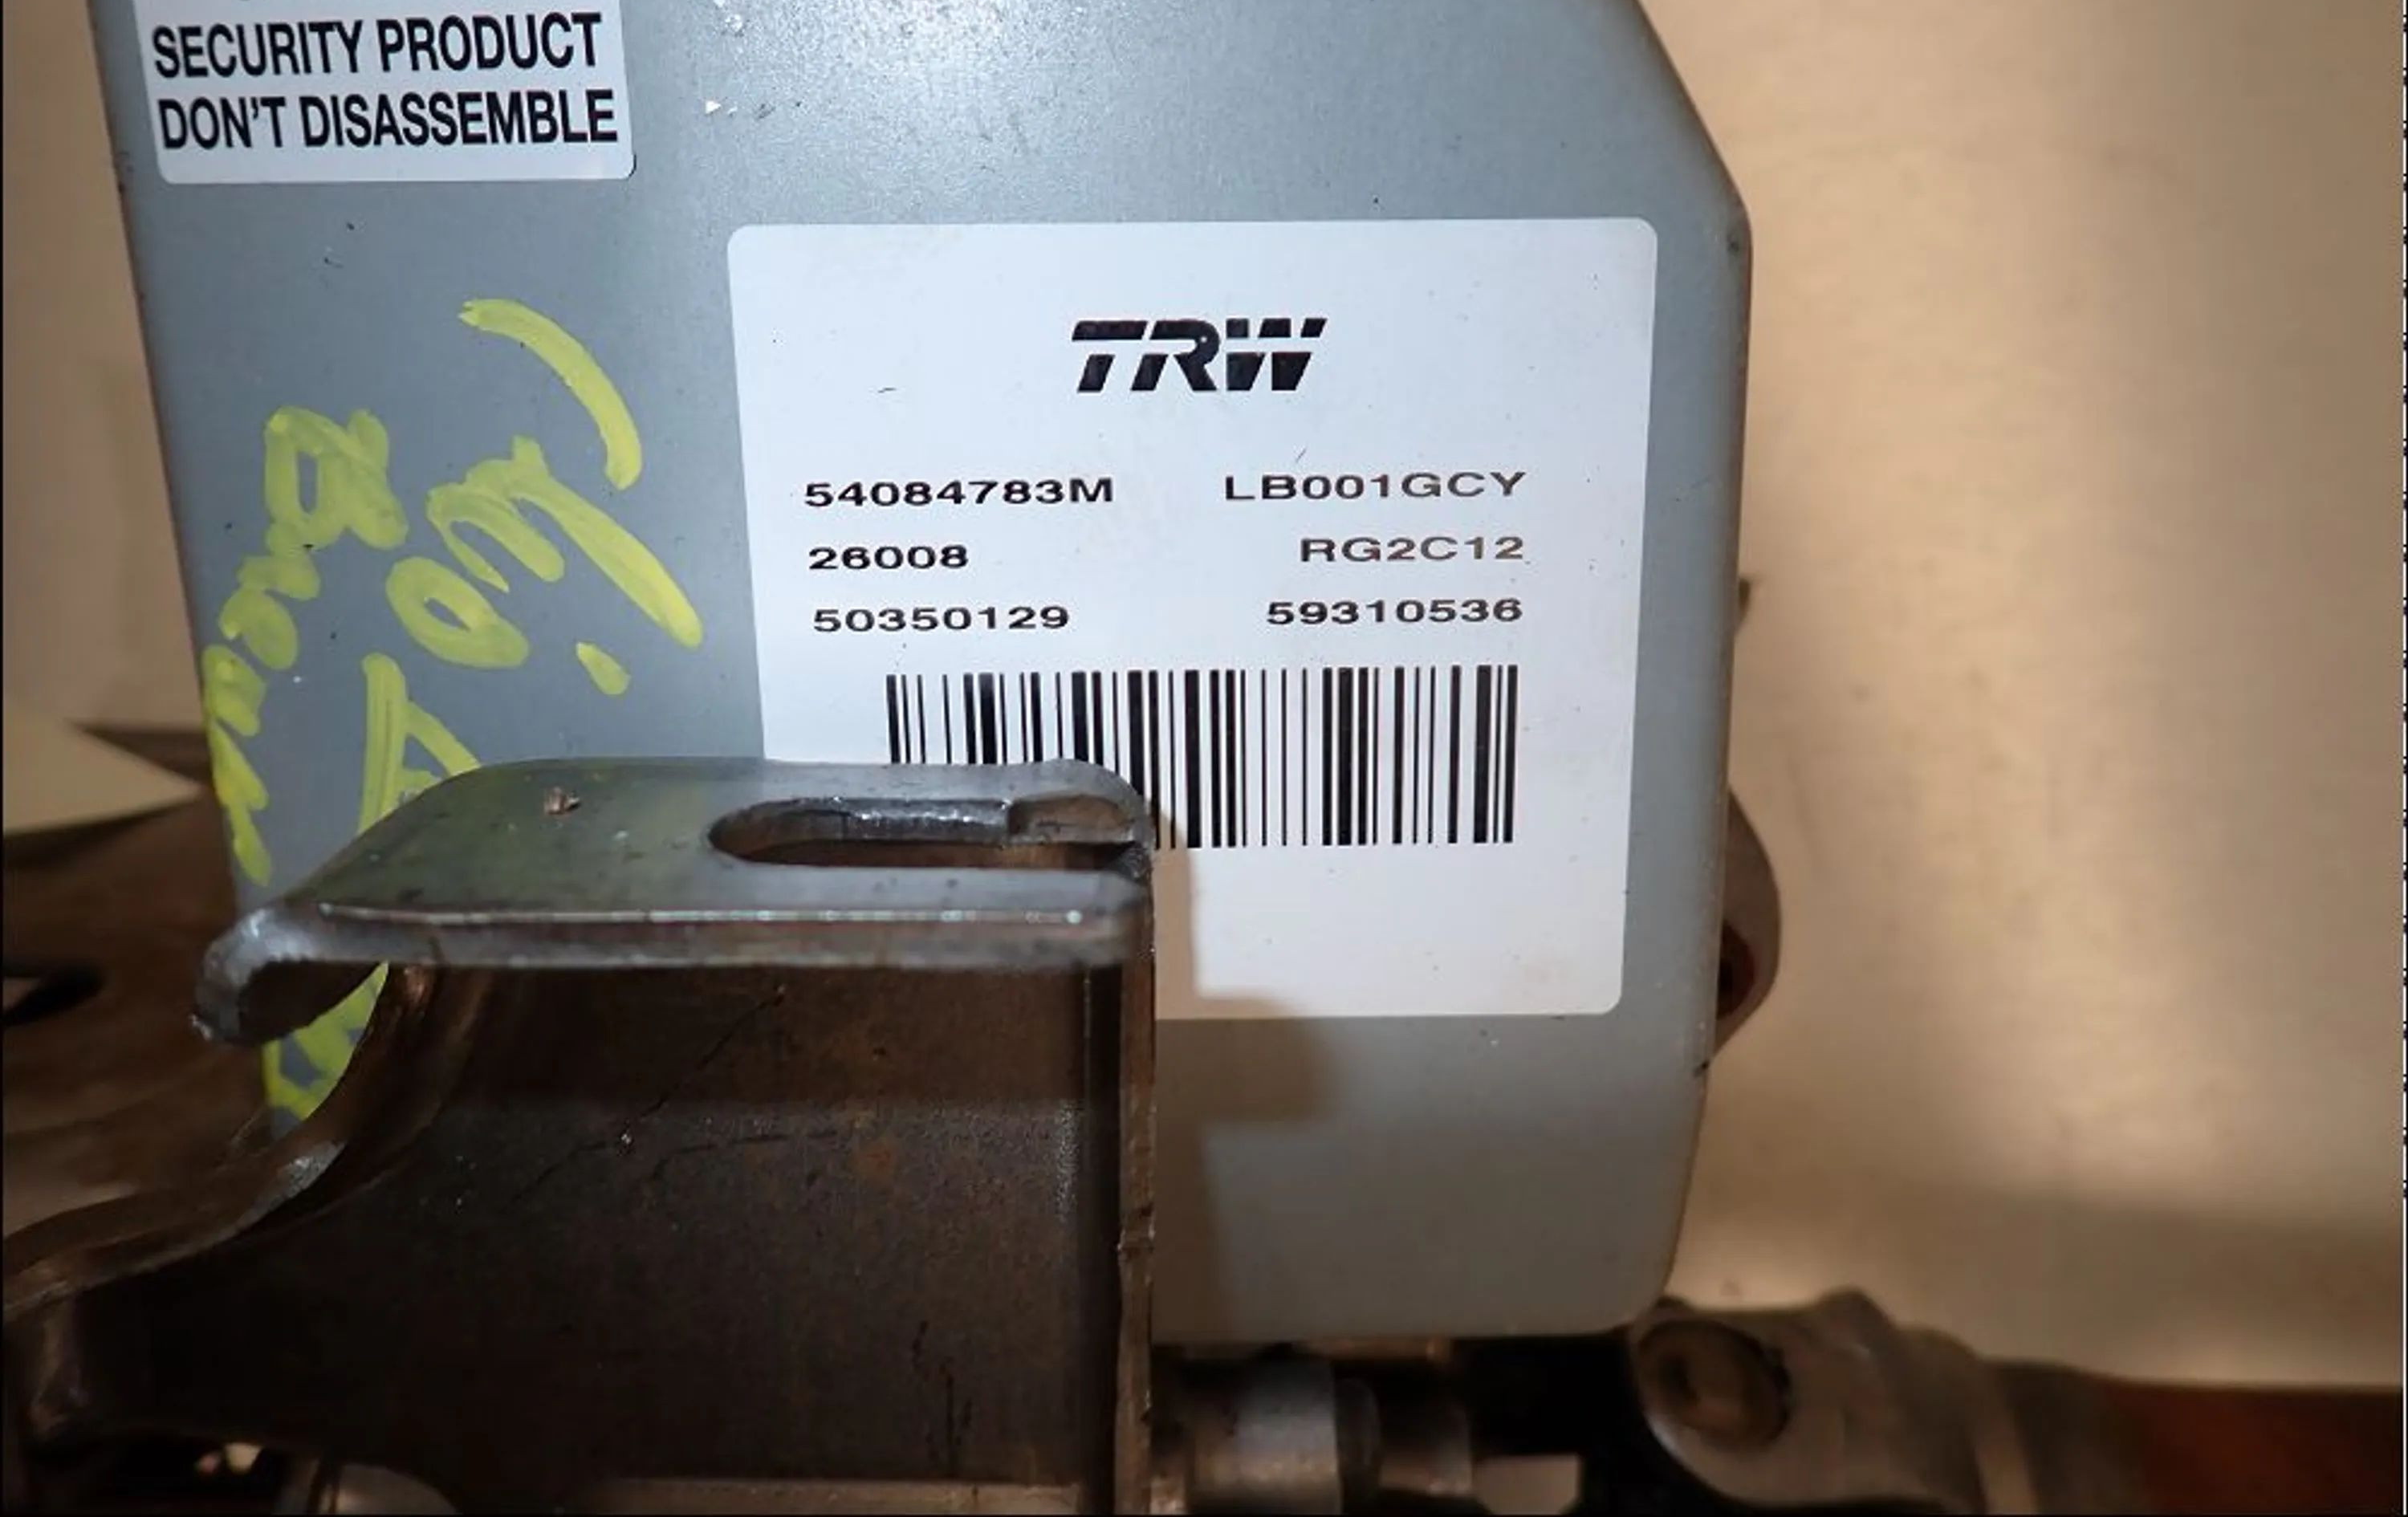 SECURITY PRODUCT
DON'T DISASSEMBLE
TRW
54084783M LB001GCY
26008 RG2C12
50350129 59310536